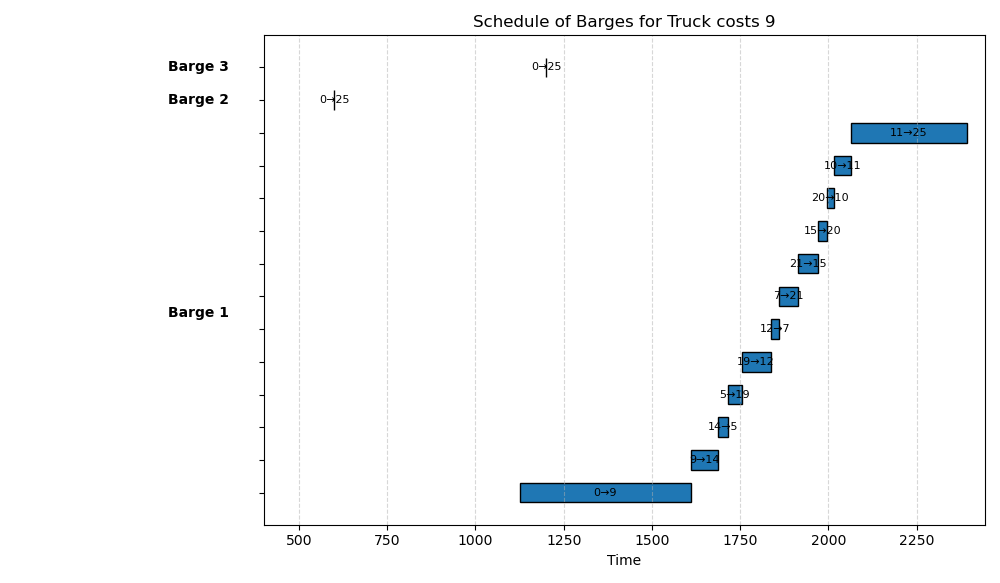 Schedule of Barges for Truck costs 9
Barge 3
0→25
Barge 2
0→25
11→25
10→11
20→10
15→20
21→15
7→21
Barge 1
12→7
19→12
5→19
14→5
9→14
0→9
500 750 1000 1250 1500 1750 2000 2250
Time